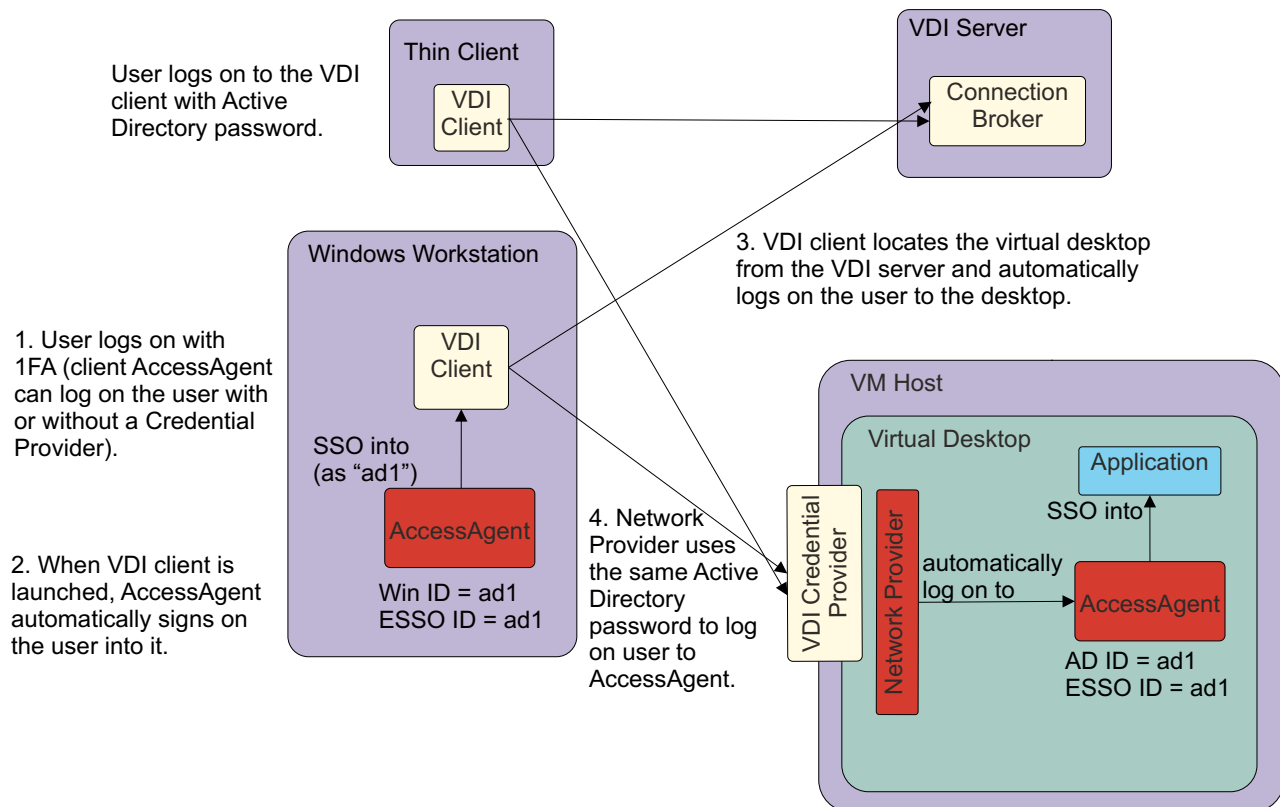 User logs on to the VDI
client with Active
Directory password.
Thin Client
VDI
Client
VDI Server
Connection
Broker
Windows Workstation
VDI
Client
SSO into
(as “ad1”)
AccessAgent
Win ID = ad1
ESSO ID = ad1
1. User logs on with
1FA (client AccessAgent
can log on the user with
or without a Credential
Provider).
2. When VDI client is
launched, AccessAgent
automatically signs on
the user into it.
3. VDI client locates the virtual desktop
from the VDI server and automatically
logs on the user to the desktop.
4. Network
Provider uses
the same Active
Directory
password to log
on user to
AccessAgent.
VM Host
Virtual Desktop
VDI Credential
Provider
Network Provider
automatically
log on to
Application
SSO into
AccessAgent
AD ID = ad1
ESSO ID = ad1